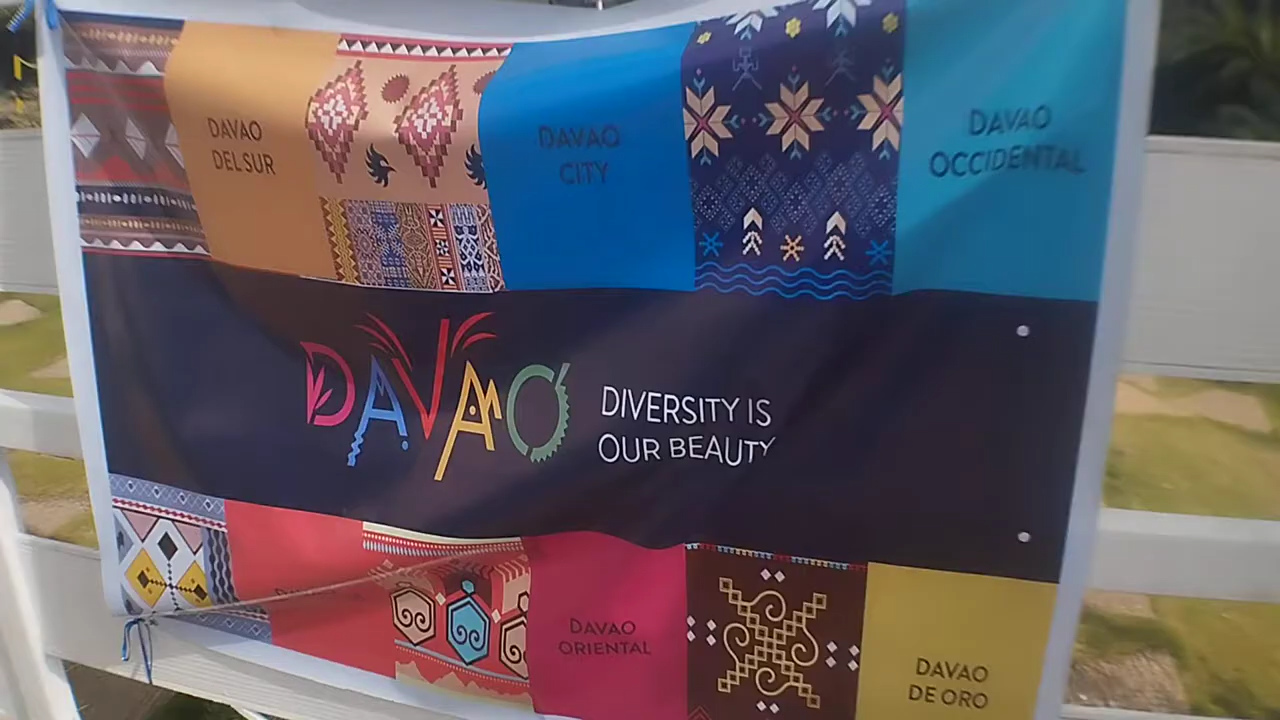 DAVAO
DEL SUR
DAVAO
CITY
DAVAO
OCCIDENTAL
DAVAO
DIVERSITY IS
OUR BEAUTY
DAVAO
ORIENTAL
DAVAO
DE ORO